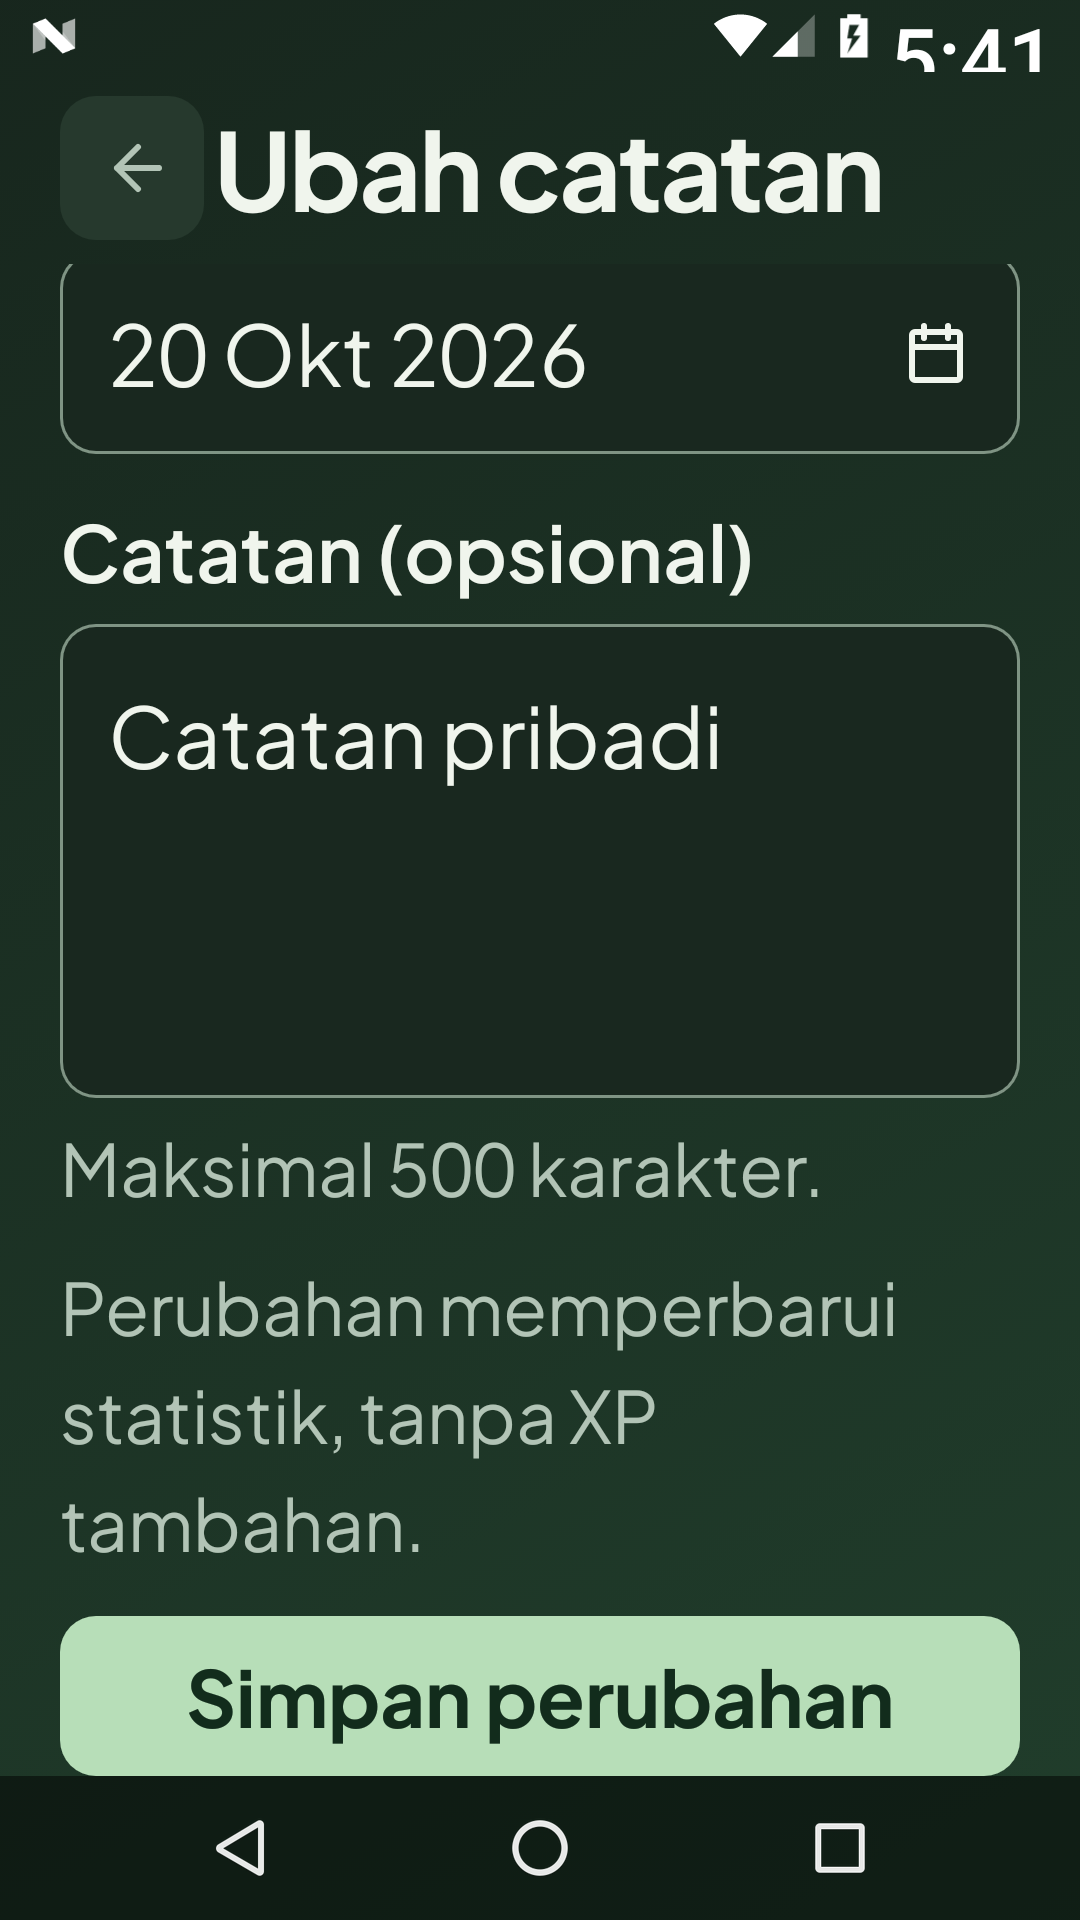 5:41
Ubah catatan
20 Okt 2026
Catatan (opsional)
Catatan pribadi
Maksimal 500 karakter.
Perubahan memperbarui
statistik, tanpa XP
tambahan.
Simpan perubahan